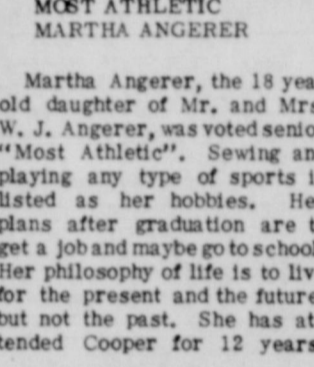 MOST ATHLETIC
MARTHA ANGERER
Martha Angerer, the 18 yea
old daughter of Mr. and Mrs
W. J. Angerer, was voted senio
"Most Athletic". Sewing an
playing any type of sports i
listed as her hobbies. He
plans after graduation are t
get a job and maybe go to school
Her philosophy of life is to liv
for the present and the future
but not the past. She has at
tended Cooper for 12 years